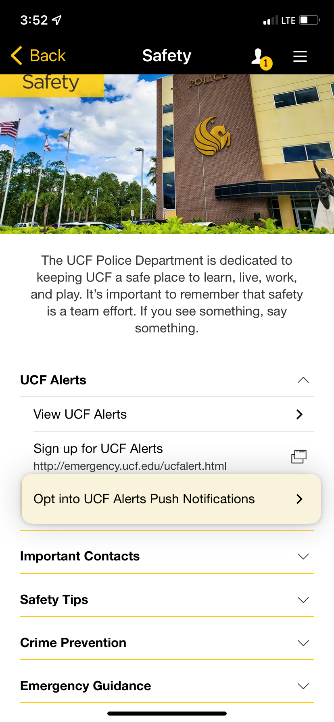 3:52
LTE
Back
Safety
1
Safety
POLICE
The UCF Police Department is dedicated to
keeping UCF a safe place to learn, live, work,
and play. It's important to remember that safety
is a team effort. If you see something, say
something.
UCF Alerts
View UCF Alerts
Sign up for UCF Alerts
http://emergency.ucf.edu/ucfalert.html
Opt into UCF Alerts Push Notifications
Important Contacts
Safety Tips
Crime Prevention
Emergency Guidance